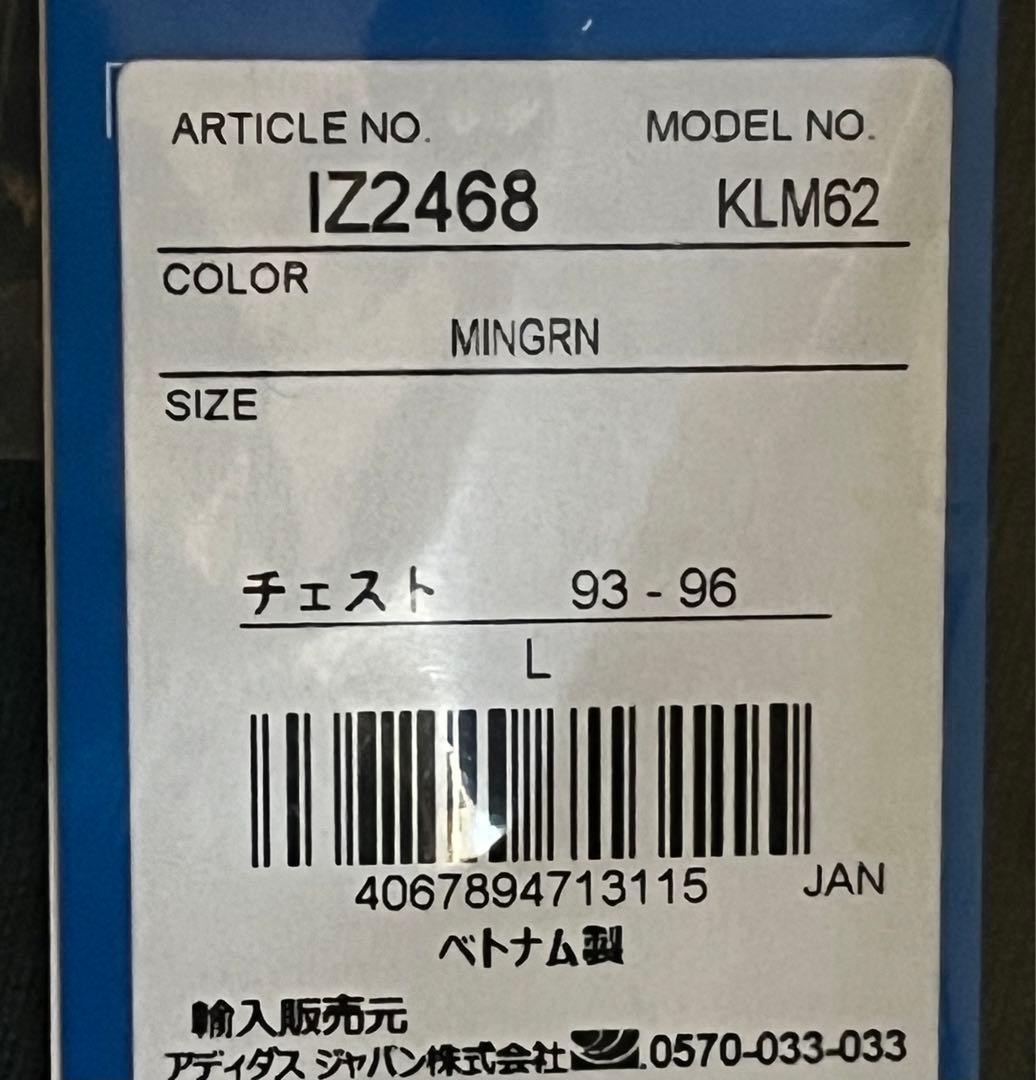 ARTICLE NO. MODEL NO.
IZ2468 KLM62
COLOR
MINGRN
SIZE
チェスト 93 - 96
L
4067894713115 JAN
ベトナム製
輸入販売元
アディダス ジャパン株式会社 .0570-033-033